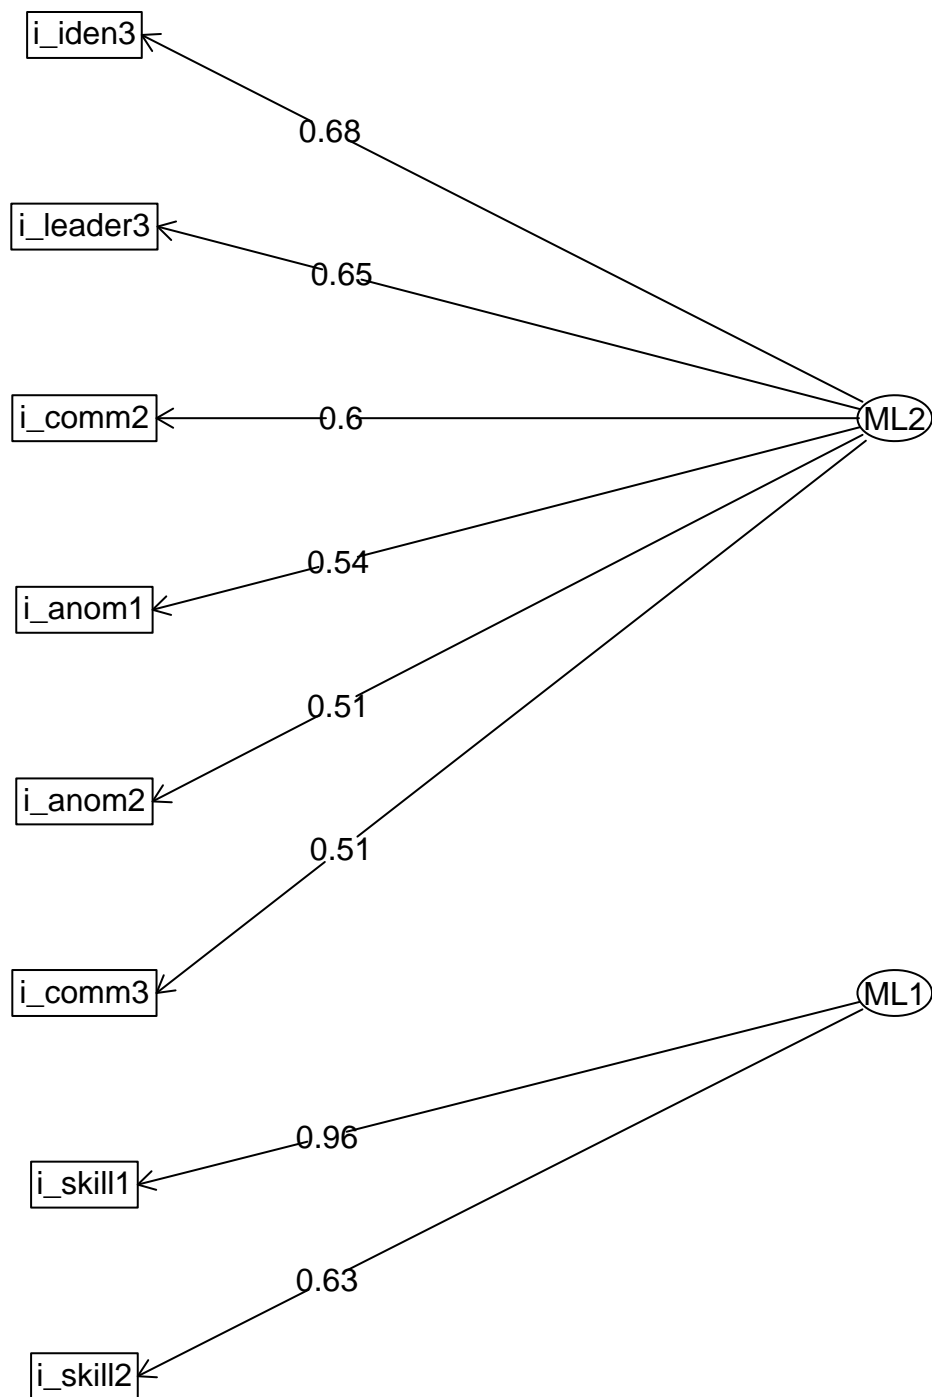 i_iden3
0.68
i_leader3
0.65
i_comm2
0.6
ML2
0.54
i_anom1
0.51
i_anom2
0.51
i_comm3
ML1
0.96
i_skill1
0.63
i_skill2